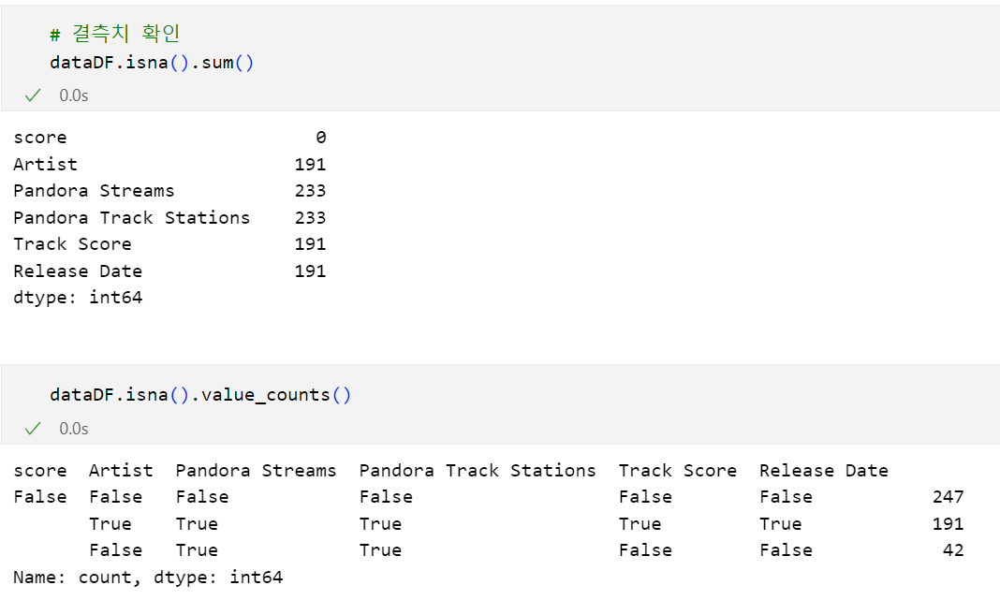 # 결측치 확인
dataDF.isna().sum()
✓ 0.0s
score 0
Artist 191
Pandora Streams 233
Pandora Track Stations 233
Track Score 191
Release Date 191
dtype: int64
dataDF.isna().value_counts()
✓ 0.0s
score Artist Pandora Streams Pandora Track Stations Track Score Release Date
False False False False False False 247
True True True True True 191
False True True False False 42
Name: count, dtype: int64